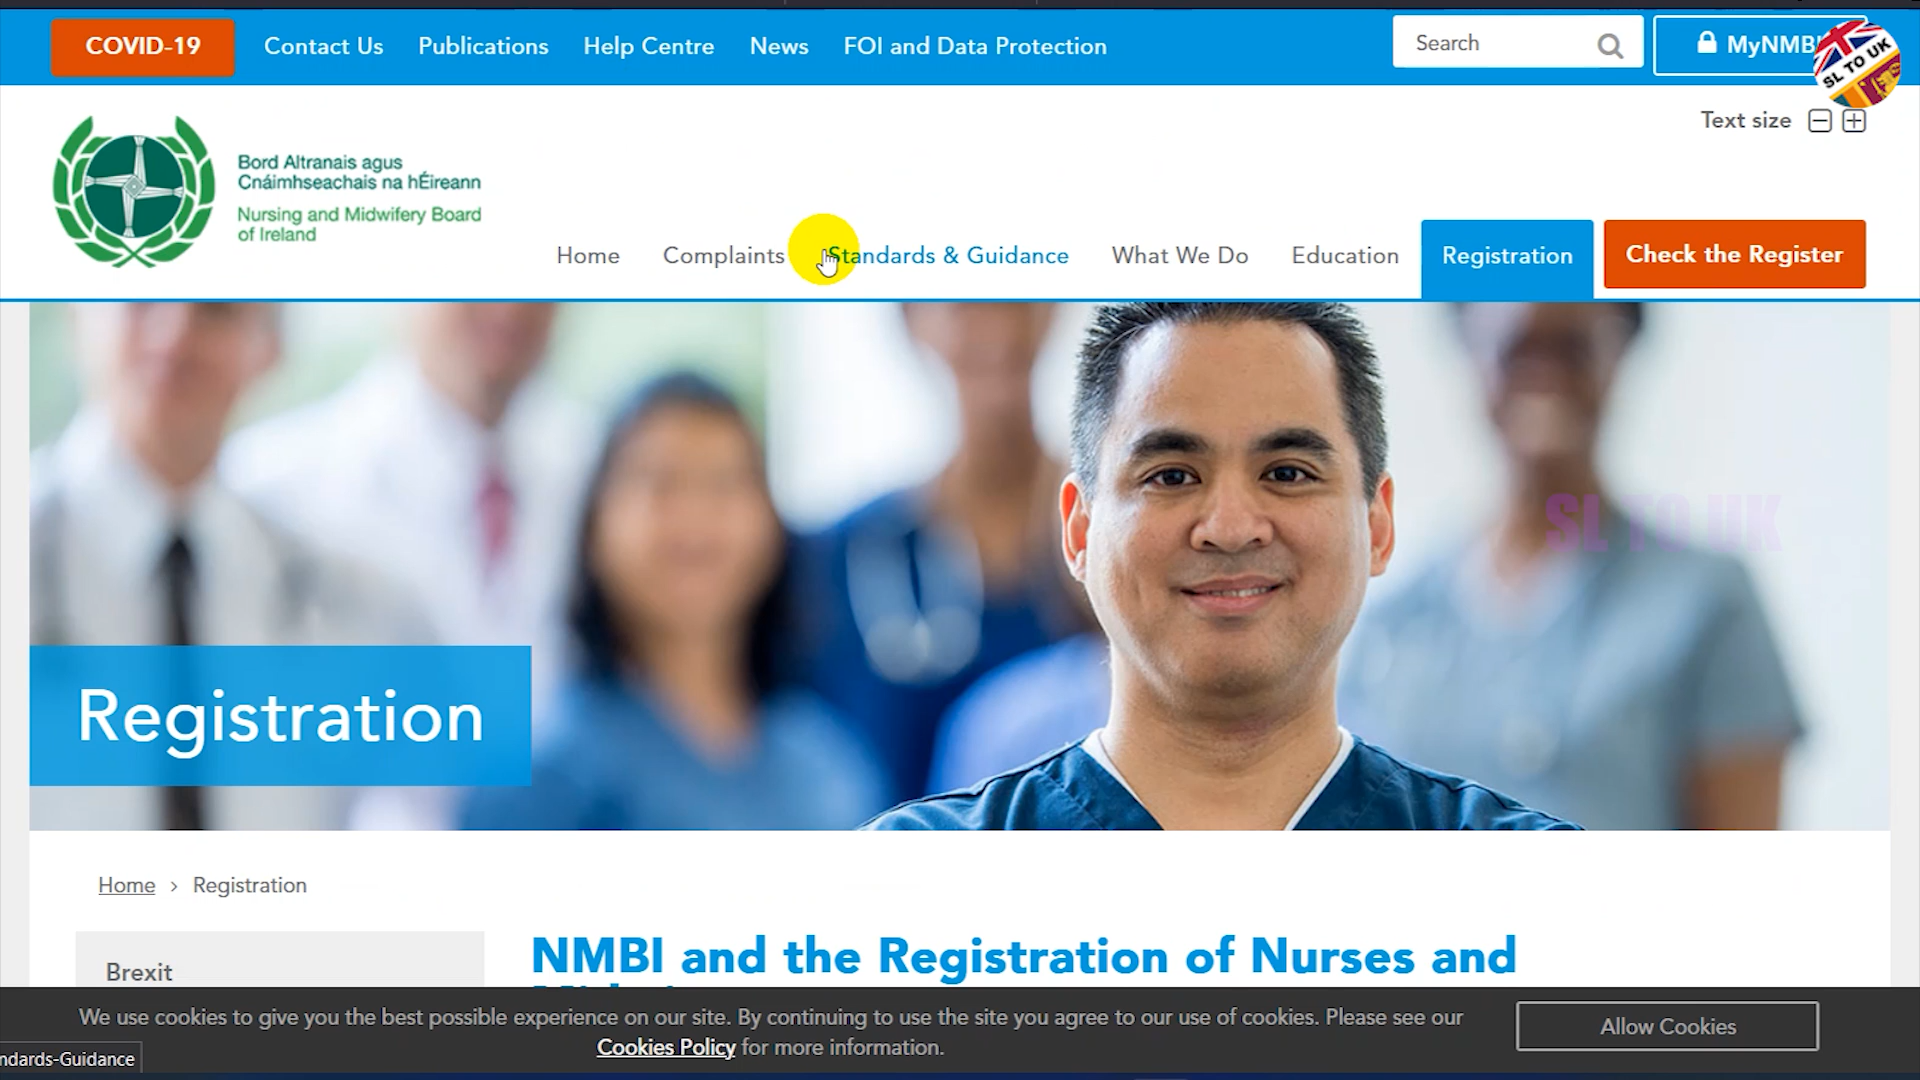 COVID-19 Contact Us Publications Help Centre News FOI and Data Protection Search MyNMBI
SL TO UK
Text size
Bord Altranais agus
Cnáimhseachais na hÉireann
Nursing and Midwifery Board
of Ireland
Home Complaints Standards & Guidance What We Do Education Registration Check the Register
SL TO UK
Registration
Home > Registration
NMBI and the Registration of Nurses and
Brexit
We use cookies to give you the best possible experience on our site. By continuing to use the site you agree to our use of cookies. Please see our
Cookies Policy for more information.
Allow Cookies
ndards-Guidance